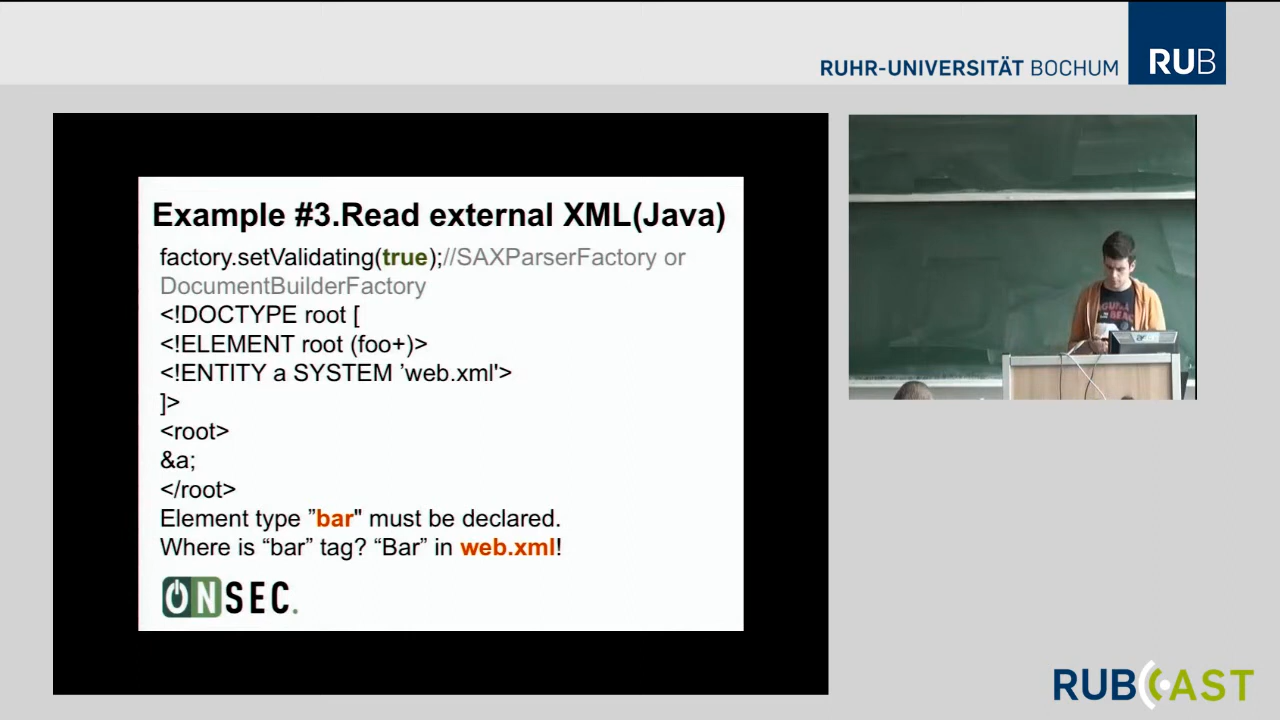 RUHR-UNIVERSITÄT BOCHUM
RUB
Example #3.Read external XML(Java)
factory.setValidating(true);//SAXParserFactory or
DocumentBuilderFactory
<!DOCTYPE root [
<!ELEMENT root (foo+)>
<!ENTITY a SYSTEM ’web.xml'>
]>
<root>
&a;
</root>
Element type ”bar" must be declared.
Where is “bar” tag? “Bar” in web.xml!
ONSEC.
RUBCAST